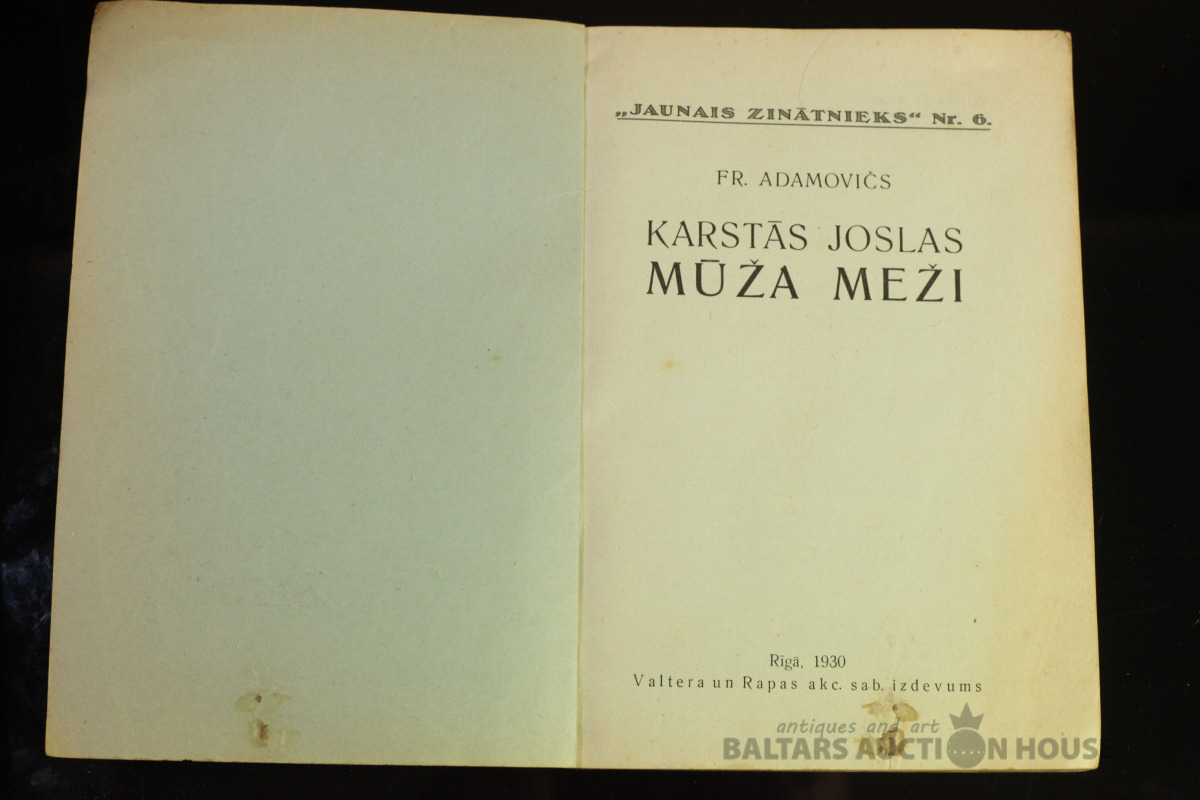 „JAUNAIS ZINĀTNIEKS“ Nr. 6.
FR. ADAMOVIČS
KARSTĀS JOSLAS
MŪŽA MEŽI
Rīgā, 1930
Valtera un Rapas akc. sab. izdevums
antiques and art
BALTARS AUCTION HOUSE